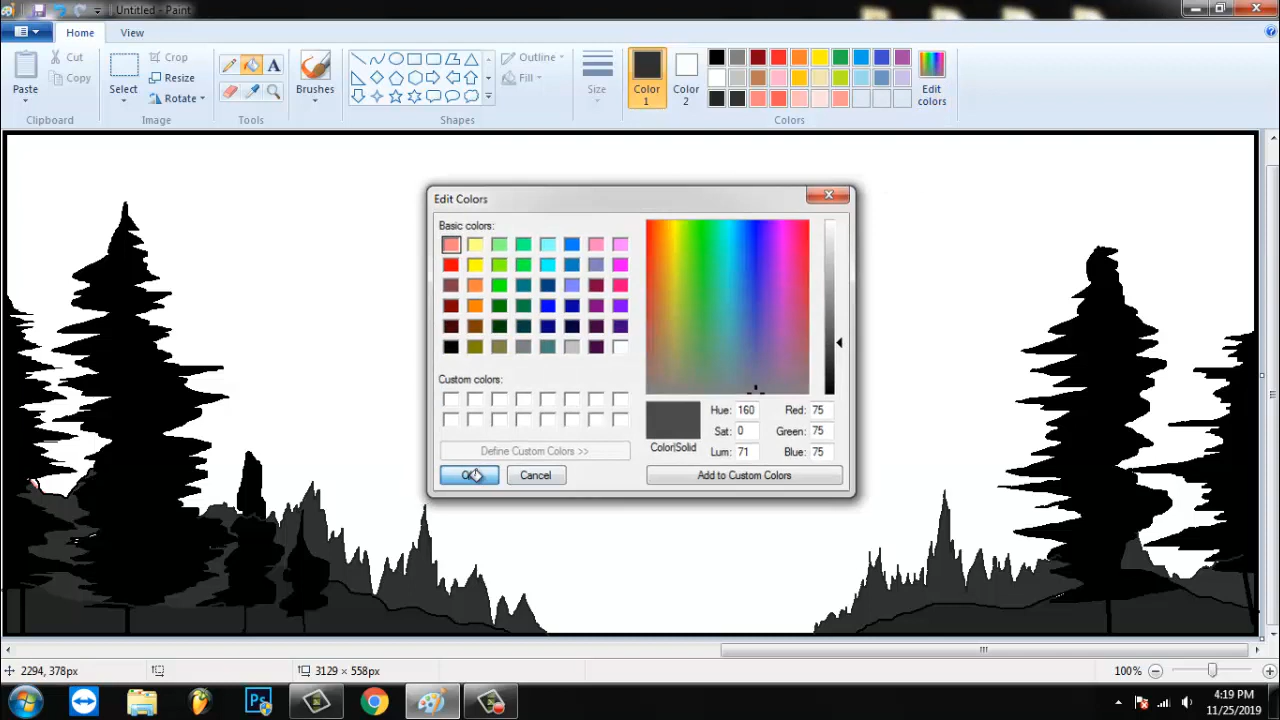 Untitled - Paint
Home
View
Paste
Cut
Copy
Clipboard
Select
Crop
Resize
Rotate
Image
A
Tools
Brushes
Outline
Fill
Shapes
Size
Color 1
Color 2
Edit colors
Colors
Edit Colors
Basic colors:
Custom colors:
Define Custom Colors >>
Cancel
Color|Solid
Hue: 160
Sat: 0
Lum: 71
Red: 75
Green: 75
Blue: 75
Add to Custom Colors
2294, 378px
3129 × 558px
100%
Ps
4:19 PM
11/25/2019